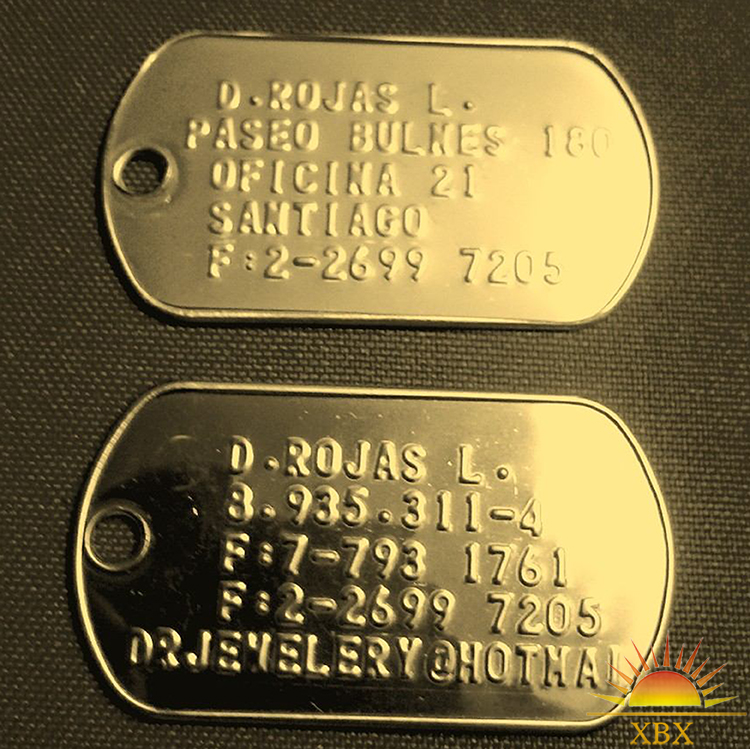 D.ROJAS L.
PASEO BULNES 180
OFICINA 21
SANTIAGO
F:2-2699 7205
D.ROJAS L.
8.935.311-4
F:7-793 1761
F:2-2699 7205
DRJEWELERY@HOTMAI
XBX